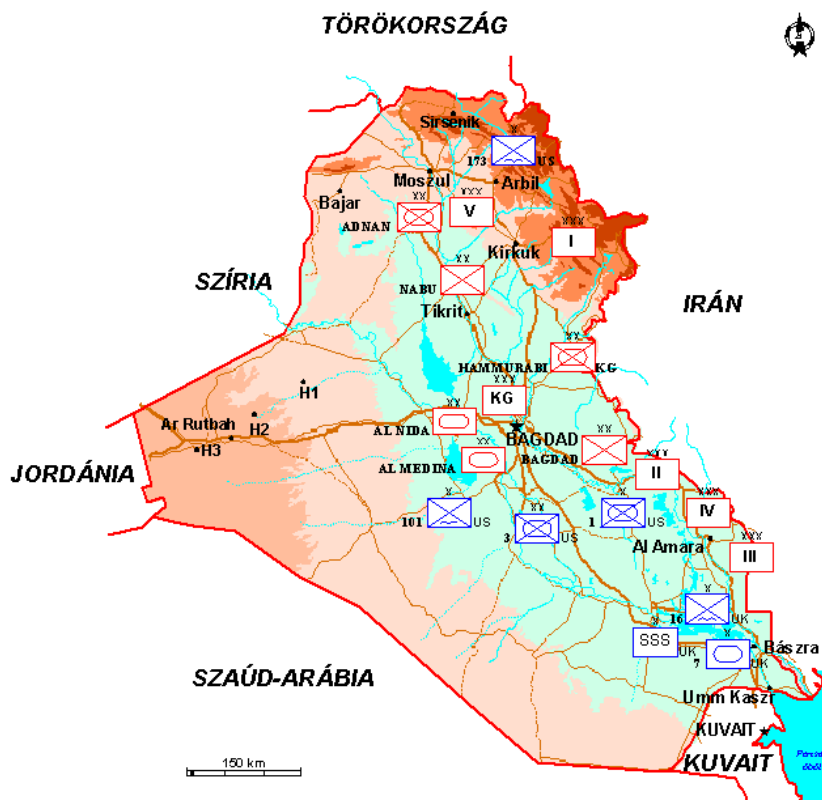 TÖRÖKORSZÁG
N
Sirsenik
X
173 US
Moszul
Arbil
Bajar
XX
ADNAN
XXX
V
XXX
I
Kirkuk
SZÍRIA
XX
NABU
IRÁN
Tikrit
XX
HAMMURABI KG
XXX
KG
H1
H2
Ar Rutbah
H3
XX
AL NIDA
BAGDAD
XX
BAGDAD
XX
AL MEDINA
XXX
II
JORDÁNIA
X
101 US
XX
3 US
X
1 US
XXX
IV
Al Amara
XXX
III
X
16 UK
X
SSS
UK
X
7 UK
Bászra
SZAÚD-ARÁBIA
Umm Kaszr
KUVAIT
KUVAIT
150 km